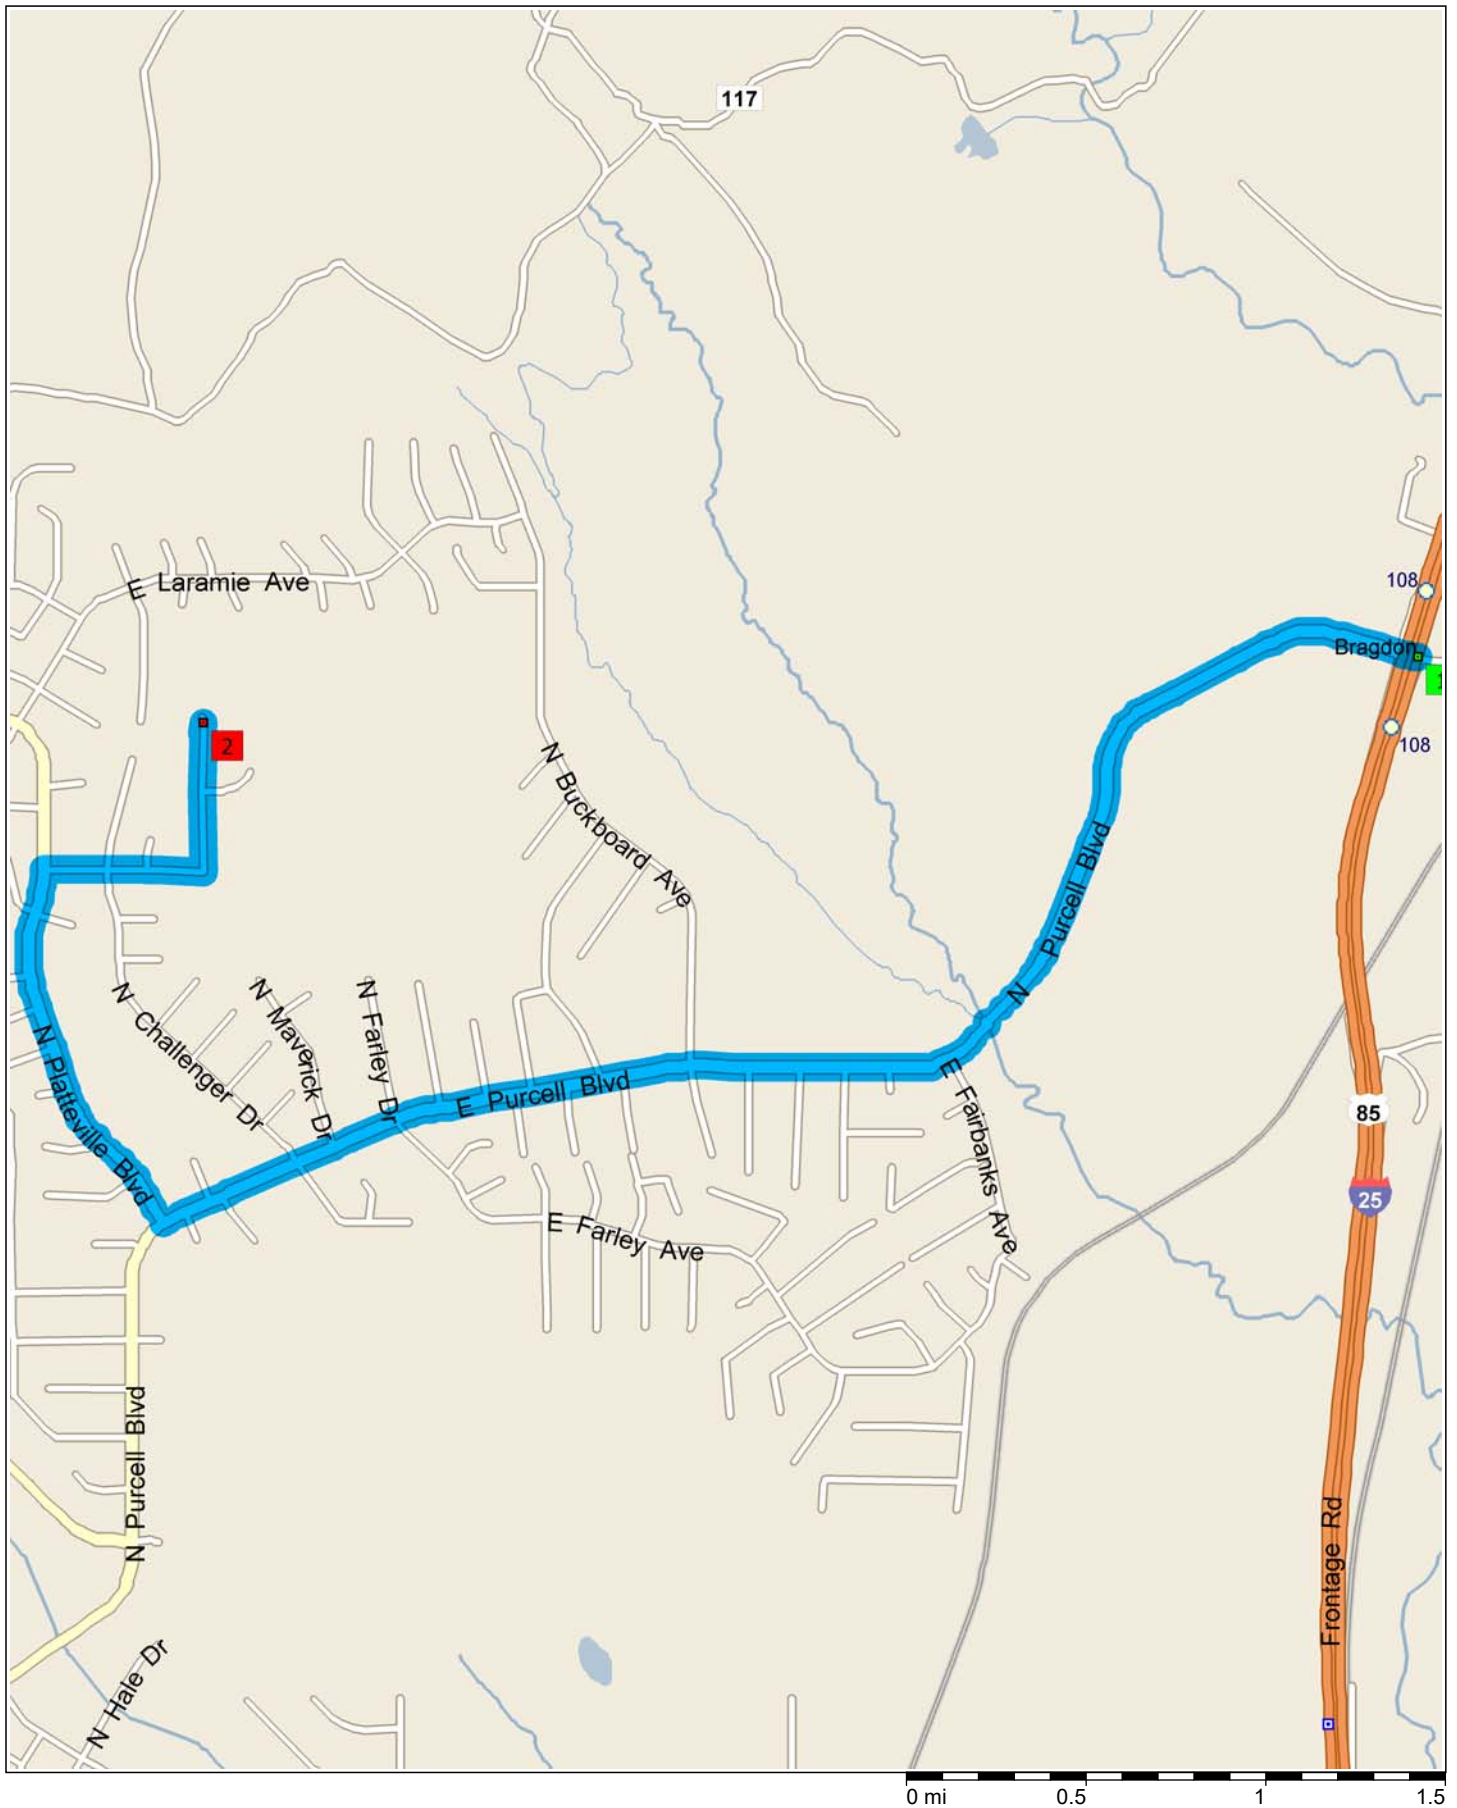 117
E Laramie Ave
108
Bragdon
1
2
108
N Buckboard Ave
N Purcell Blvd
N Challenger Dr
N Maverick Dr
N Farley Dr
N Platteville Blvd
E Purcell Blvd
E Fairbanks Ave
85
25
E Farley Ave
N Purcell Blvd
Frontage Rd
N Hale Dr
0 mi 0.5 1 1.5